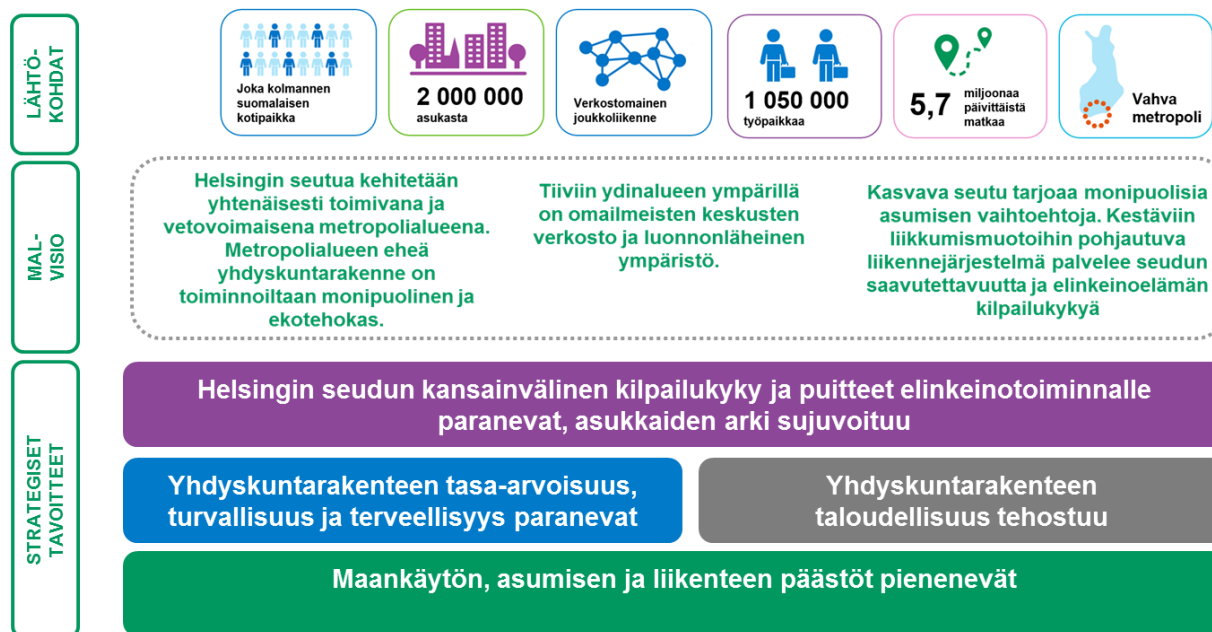 LÄHTÖ-
KOHDAT
Joka kolmannen
suomalaisen
kotipaikka
2 000 000
asukasta
Verkostomainen
joukkoliikenne
1 050 000
työpaikkaa
5,7
miljoonaa
päivittäistä
matkaa
Vahva
metropoli
MAL-
VISIO
Helsingin seutua kehitetään
yhtenäisesti toimivana ja
vetovoimaisena metropolialueena.
Metropolialueen eheä
yhdyskuntarakenne on
toiminnoiltaan monipuolinen ja
ekotehokas.
Tiiviin ydinalueen ympärillä
on omailmeisten keskusten
verkosto ja luonnonläheinen
ympäristö.
Kasvava seutu tarjoaa monipuolisia
asumisen vaihtoehtoja. Kestäviin
liikkumismuotoihin pohjautuva
liikennejärjestelmä palvelee seudun
saavutettavuutta ja elinkeinoelämän
kilpailukykyä
STRATEGISET
TAVOITTEET
Helsingin seudun kansainvälinen kilpailukyky ja puitteet elinkeinotoiminnalle
paranevat, asukkaiden arki sujuvoituu
Yhdyskuntarakenteen tasa-arvoisuus,
turvallisuus ja terveellisyys paranevat
Yhdyskuntarakenteen
taloudellisuus tehostuu
Maankäytön, asumisen ja liikenteen päästöt pienenevät